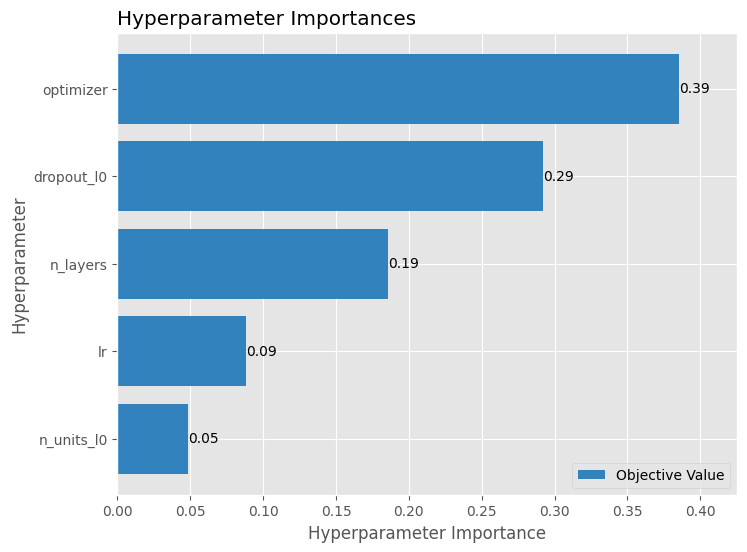 Hyperparameter Importances
Hyperparameter
optimizer
0.39
dropout_l0
0.29
n_layers
0.19
lr
0.09
n_units_l0
0.05
Objective Value
0.00 0.05 0.10 0.15 0.20 0.25 0.30 0.35 0.40
Hyperparameter Importance